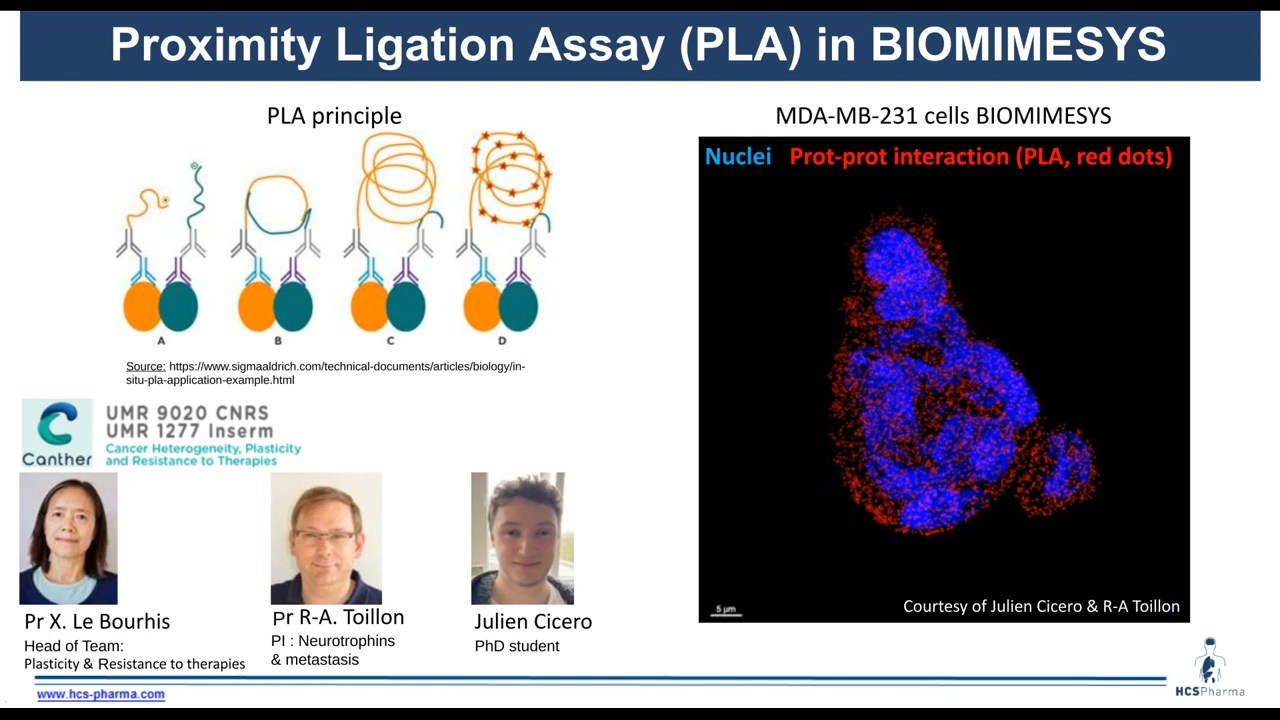 Proximity Ligation Assay (PLA) in BIOMIMESYS
PLA principle
A
B
C
D
Source: https://www.sigmaaldrich.com/technical-documents/articles/biology/in-
situ-pla-application-example.html
MDA-MB-231 cells BIOMIMESYS
Nuclei Prot-prot interaction (PLA, red dots)
5 µm
Courtesy of Julien Cicero & R-A Toillon
Canther
UMR 9020 CNRS
UMR 1277 Inserm
Cancer Heterogeneity, Plasticity
and Resistance to Therapies
Pr X. Le Bourhis
Head of Team:
Plasticity & Resistance to therapies
Pr R-A. Toillon
PI : Neurotrophins
& metastasis
Julien Cicero
PhD student
www.hcs-pharma.com
HCSPharma